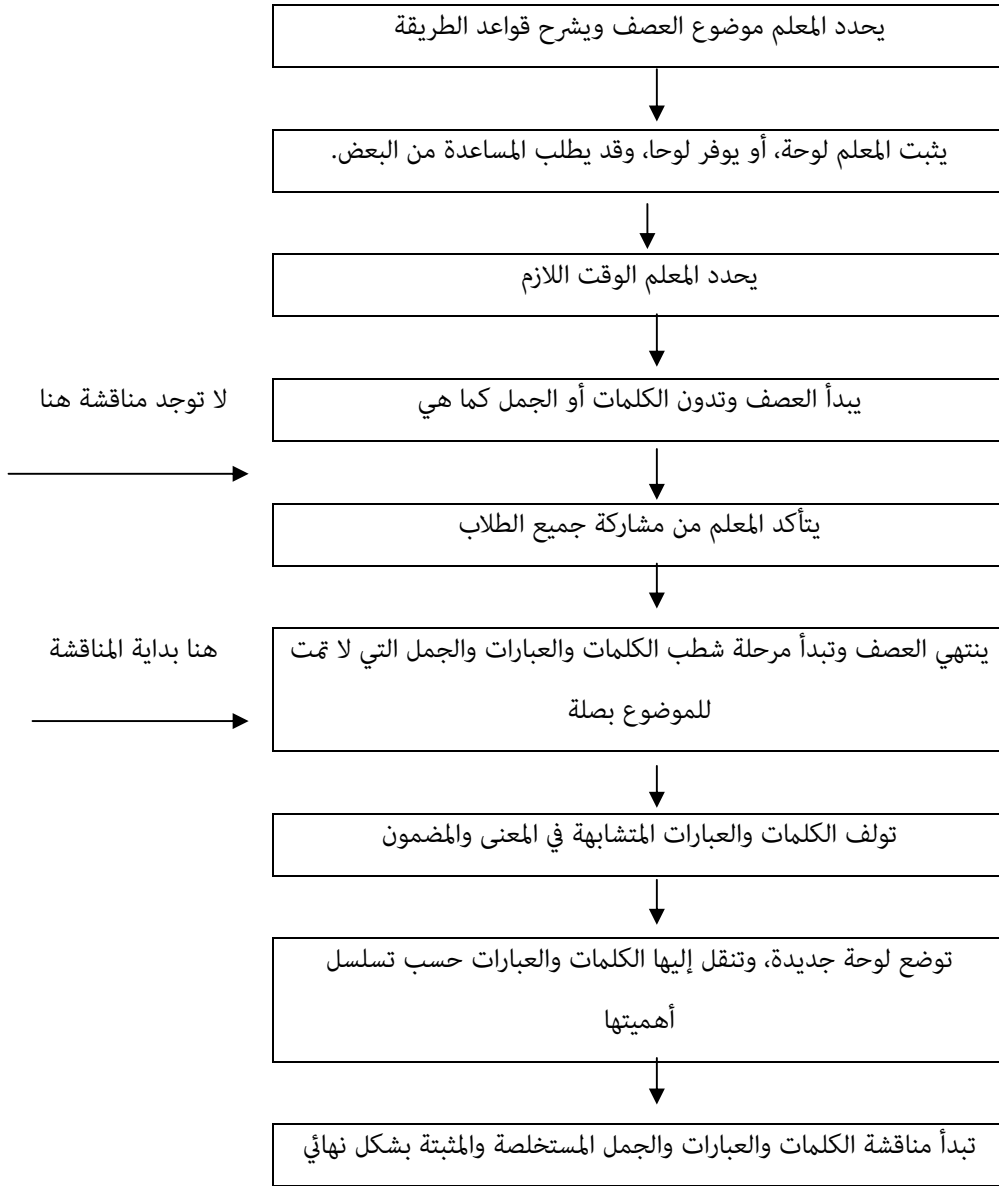 يحدد المعلم موضوع العصف ويشرح قواعد الطريقة
يثبت المعلم لوحة، أو يوفر لوحا، وقد يطلب المساعدة من البعض.
يحدد المعلم الوقت اللازم
يبدأ العصف وتدون الكلمات أو الجمل كما هي
لا توجد مناقشة هنا
يتأكد المعلم من مشاركة جميع الطلاب
ينتهي العصف وتبدأ مرحلة شطب الكلمات والعبارات والجمل التي لا تمت
للموضوع بصلة
هنا بداية المناقشة
تولف الكلمات والعبارات المتشابهة في المعنى والمضمون
توضع لوحة جديدة، وتنقل إليها الكلمات والعبارات حسب تسلسل
أهميتها
تبدأ مناقشة الكلمات والعبارات والجمل المستخلصة والمثبتة بشكل نهائي